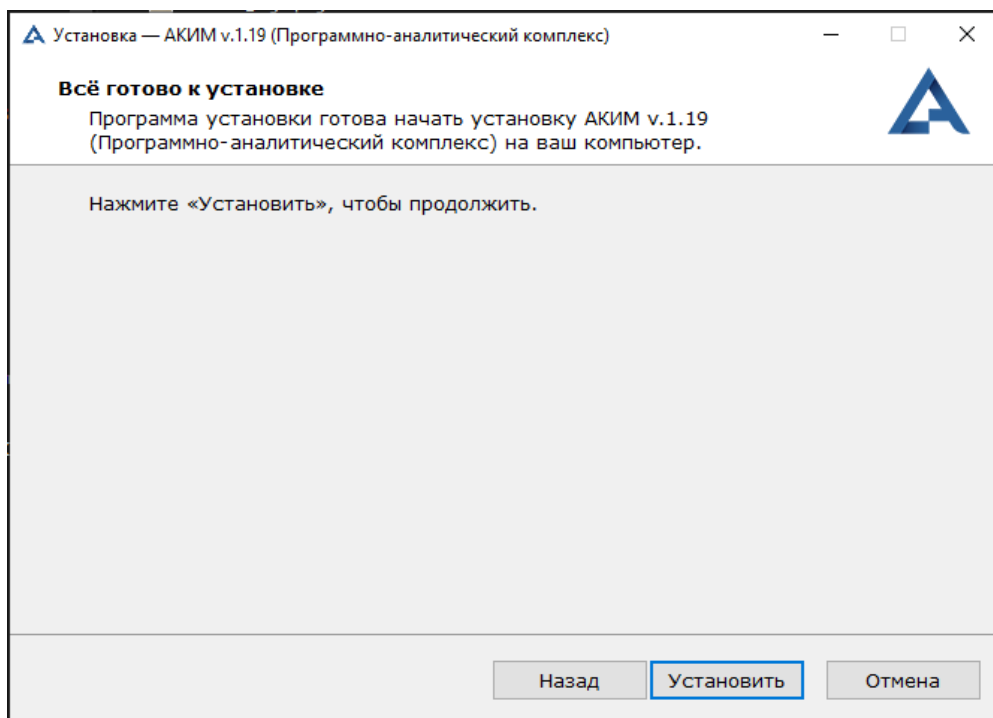 Установка — АКИМ v.1.19 (Программно-аналитический комплекс)
Всё готово к установке
Программа установки готова начать установку АКИМ v.1.19
(Программно-аналитический комплекс) на ваш компьютер.
Нажмите «Установить», чтобы продолжить.
Назад Установить Отмена